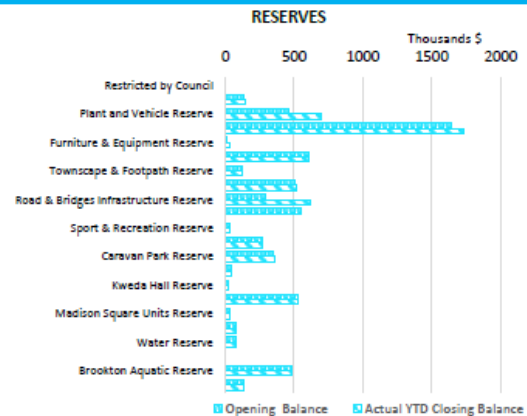 RESERVES
Thousands $
0 500 1000 1500 2000
Restricted by Council
Plant and Vehicle Reserve
Furniture & Equipment Reserve
Townscape & Footpath Reserve
Road & Bridges Infrastructure Reserve
Sport & Recreation Reserve
Caravan Park Reserve
Kweda Hall Reserve
Madison Square Units Reserve
Water Reserve
Brookton Aquatic Reserve
Opening Balance Actual YTD Closing Balance